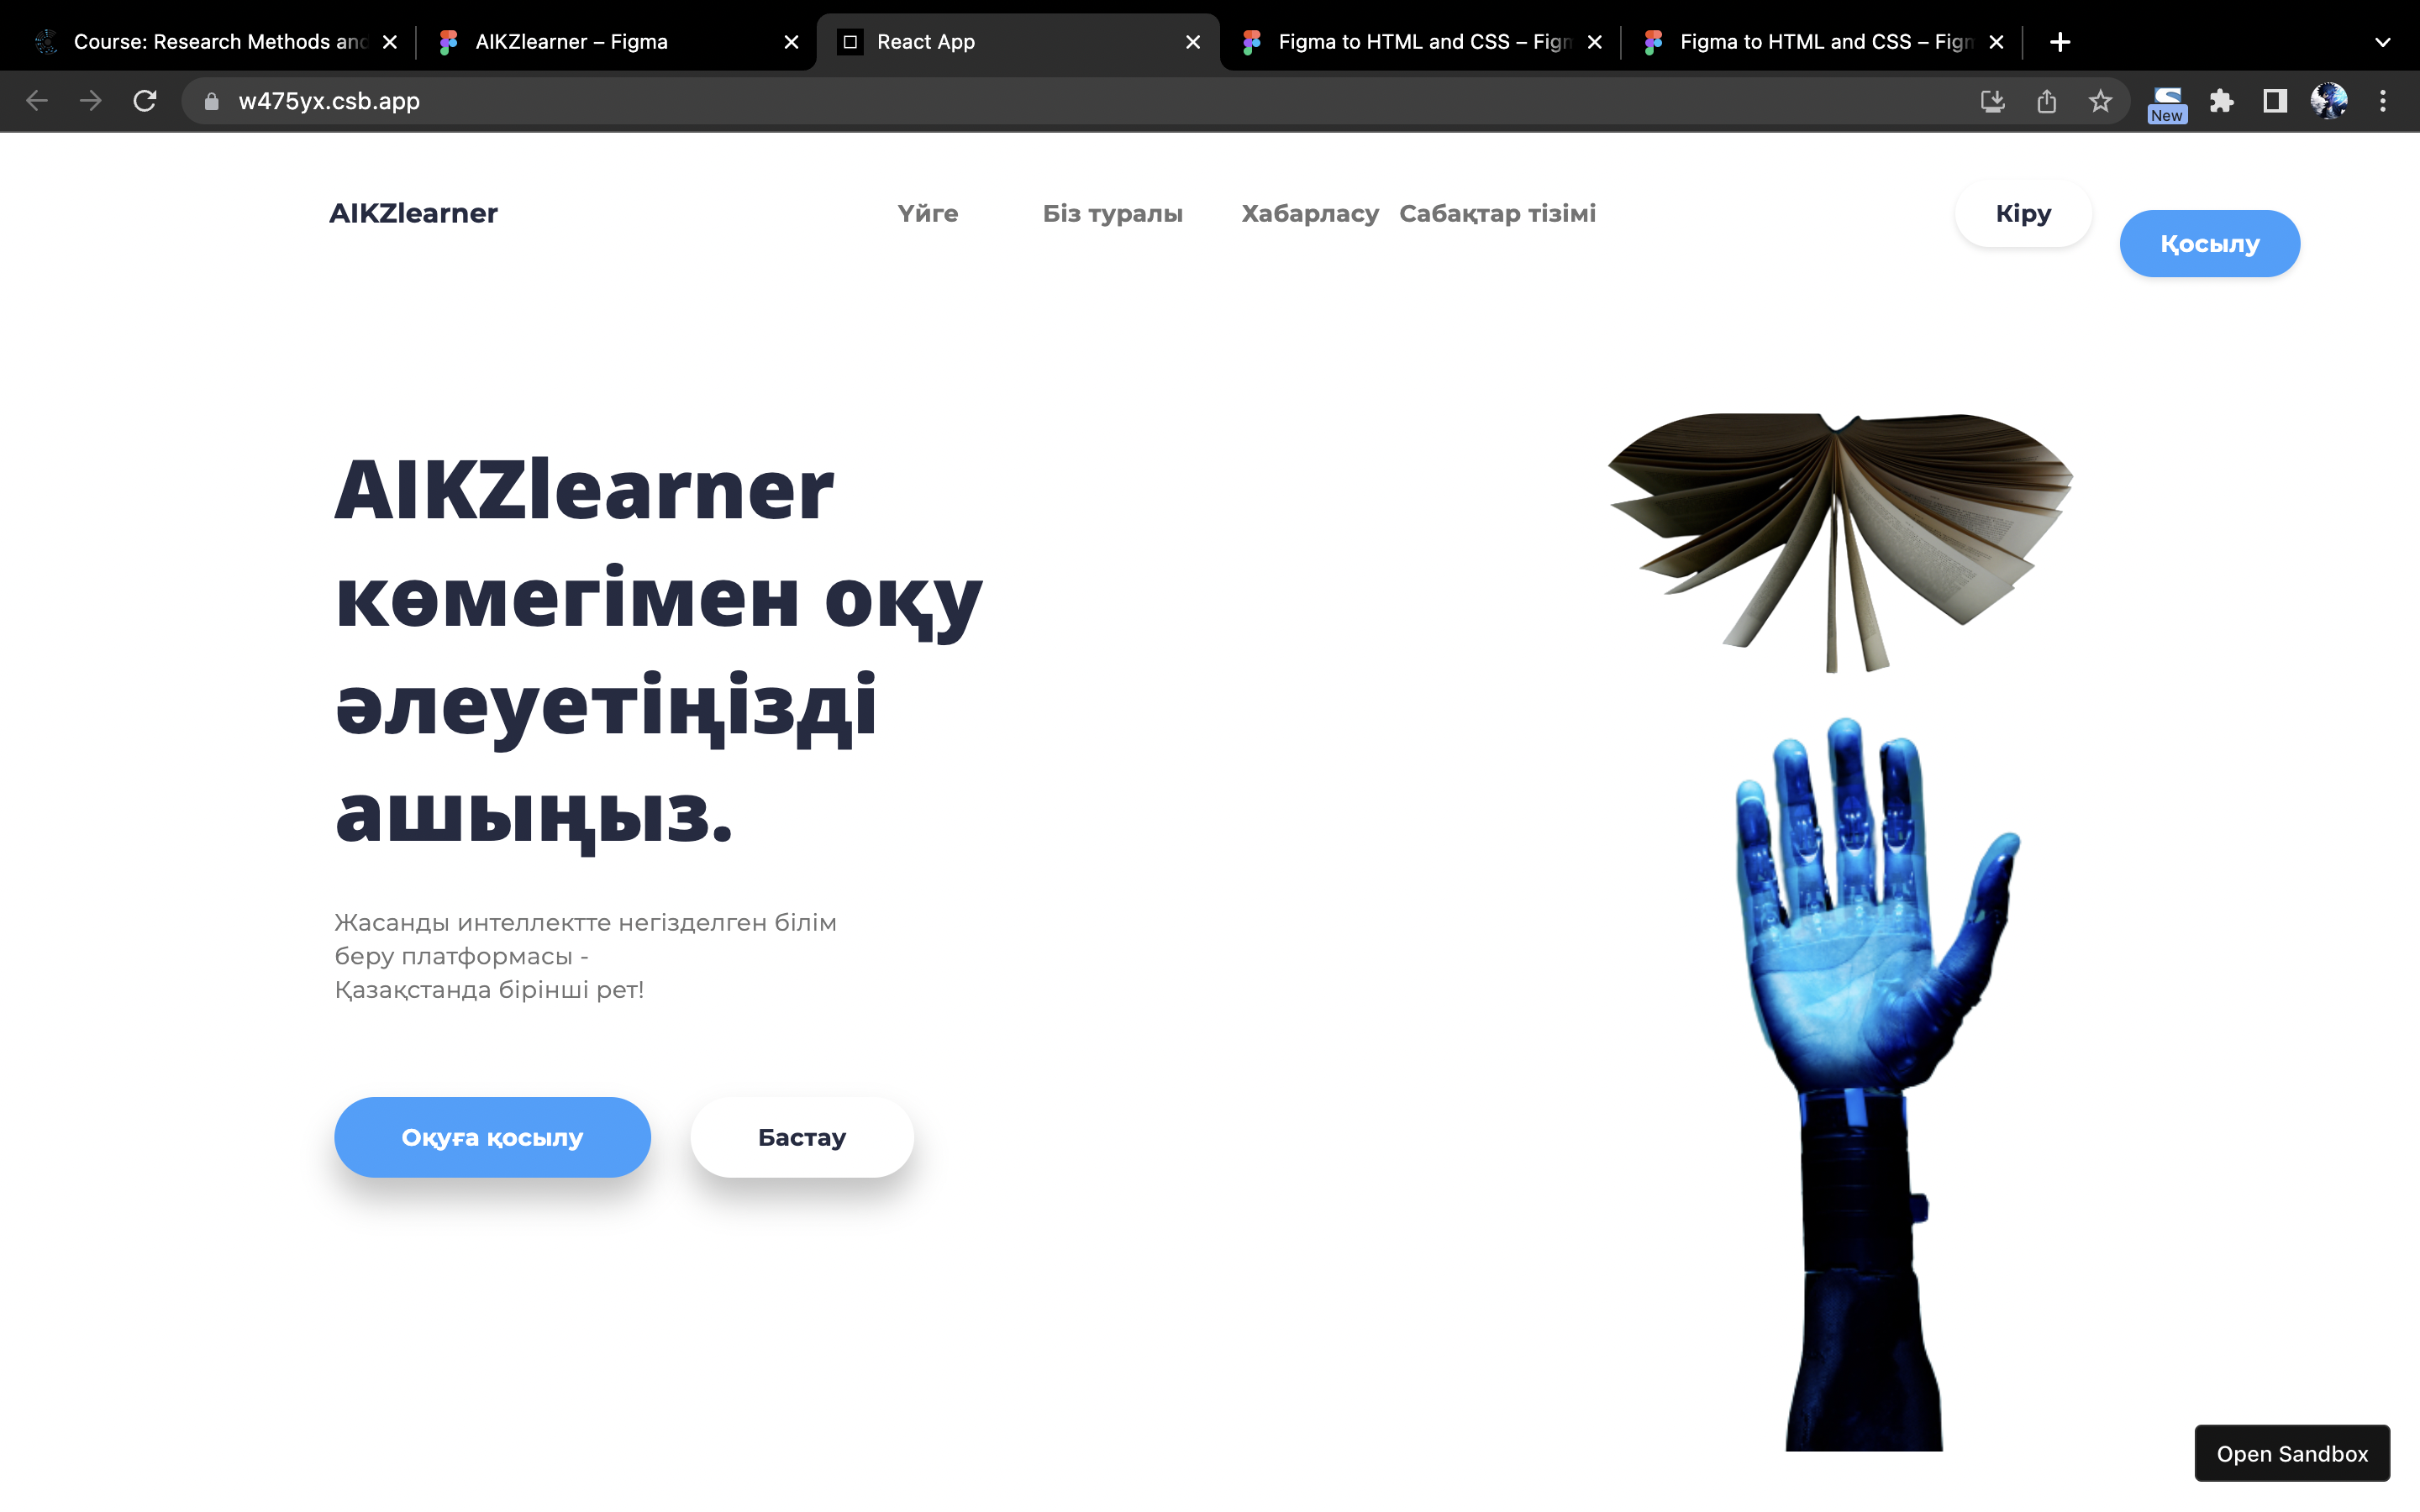 Course: Research Methods and
AIKZlearner – Figma
React App
Figma to HTML and CSS – Figm
Figma to HTML and CSS – Figm
w475yx.csb.app
New
AIKZlearner
Үйге
Біз туралы
Хабарласу
Сабақтар тізімі
Кіру
Қосылу
AIKZlearner
көмегімен оқу
әлеуетіңізді
ашыңыз.
Жасанды интеллектте негізделген білім
беру платформасы -
Қазақстанда бірінші рет!
Оқуға қосылу
Бастау
Open Sandbox